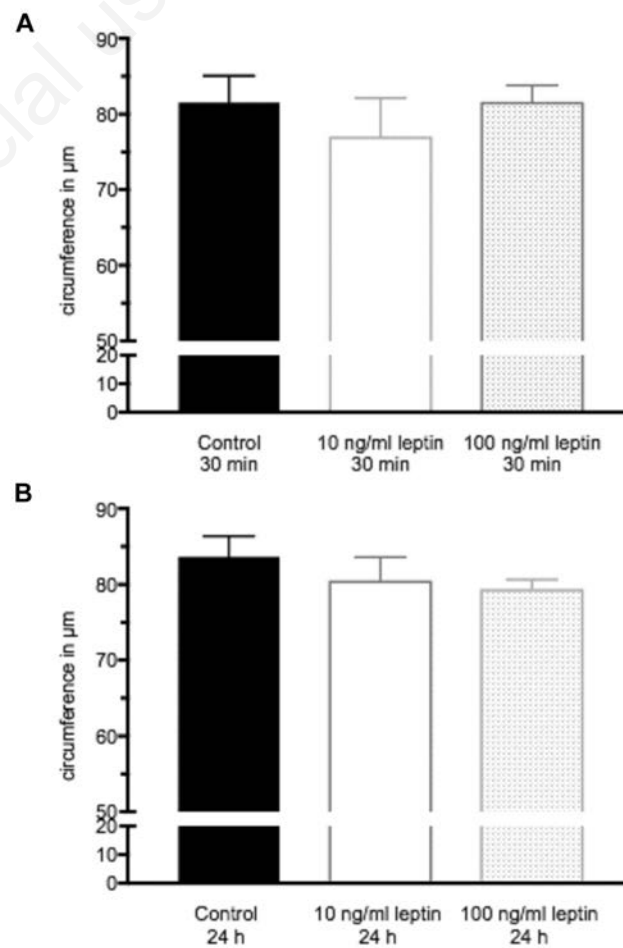 cial us
A
90
80
70
60
50
20
10
0
circumference in µm
Control
30 min
10 ng/ml leptin
30 min
100 ng/ml leptin
30 min
B
90
80
70
60
50
20
10
0
circumference in µm
Control
24 h
10 ng/ml leptin
24 h
100 ng/ml leptin
24 h